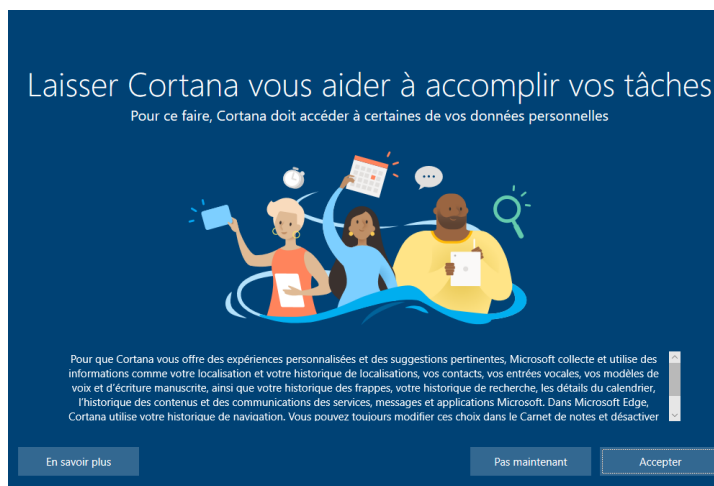 Laisser Cortana vous aider à accomplir vos tâches
Pour ce faire, Cortana doit accéder à certaines de vos données personnelles
Pour que Cortana vous offre des expériences personnalisées et des suggestions pertinentes, Microsoft collecte et utilise des
informations comme votre localisation et votre historique de localisations, vos contacts, vos entrées vocales, vos modèles de
voix et d'écriture manuscrite, ainsi que votre historique des frappes, votre historique de recherche, les détails du calendrier,
l'historique des contenus et des communications des services, messages et applications Microsoft. Dans Microsoft Edge,
Cortana utilise votre historique de navigation. Vous pouvez toujours modifier ces choix dans le Carnet de notes et désactiver
En savoir plus
Pas maintenant
Accepter